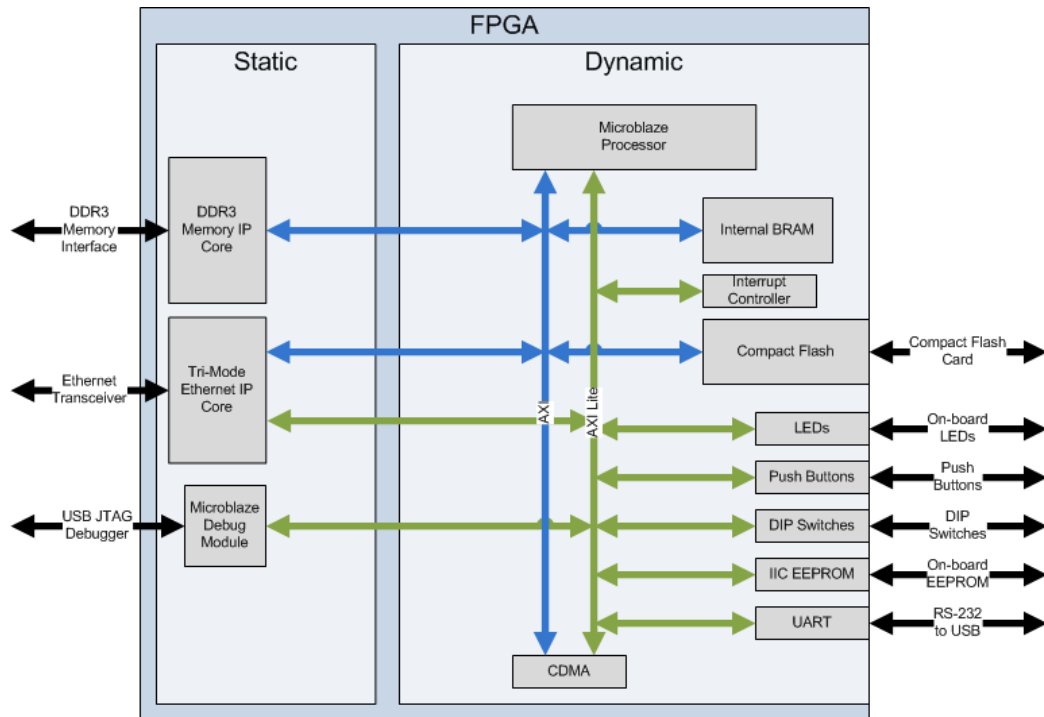 FPGA
Static
Dynamic
Microblaze
Processor
DDR3
Memory
Interface
DDR3
Memory IP
Core
Internal BRAM
Interrupt
Controller
Ethernet
Transceiver
Tri-Mode
Ethernet IP
Core
Compact Flash
Compact Flash
Card
AXI
AXI Lite
LEDs
On-board
LEDs
Push Buttons
Push
Buttons
USB JTAG
Debugger
Microblaze
Debug
Module
DIP Switches
DIP
Switches
IIC EEPROM
On-board
EEPROM
UART
RS-232
to USB
CDMA